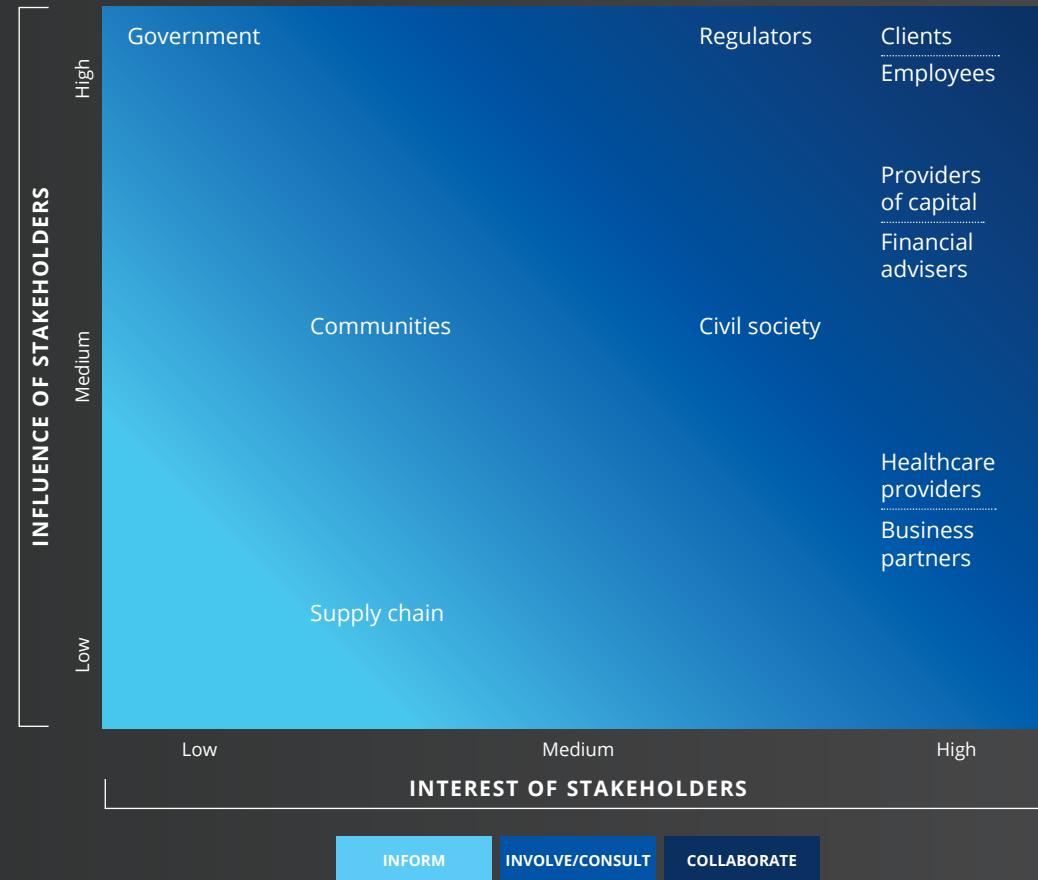 INFLUENCE OF STAKEHOLDERS
High
Medium
Low
Government
Regulators
Clients
Employees
Providers
of capital
Financial
advisers
Communities
Civil society
Healthcare
providers
Business
partners
Supply chain
Low
Medium
High
INTEREST OF STAKEHOLDERS
INFORM
INVOLVE/CONSULT
COLLABORATE